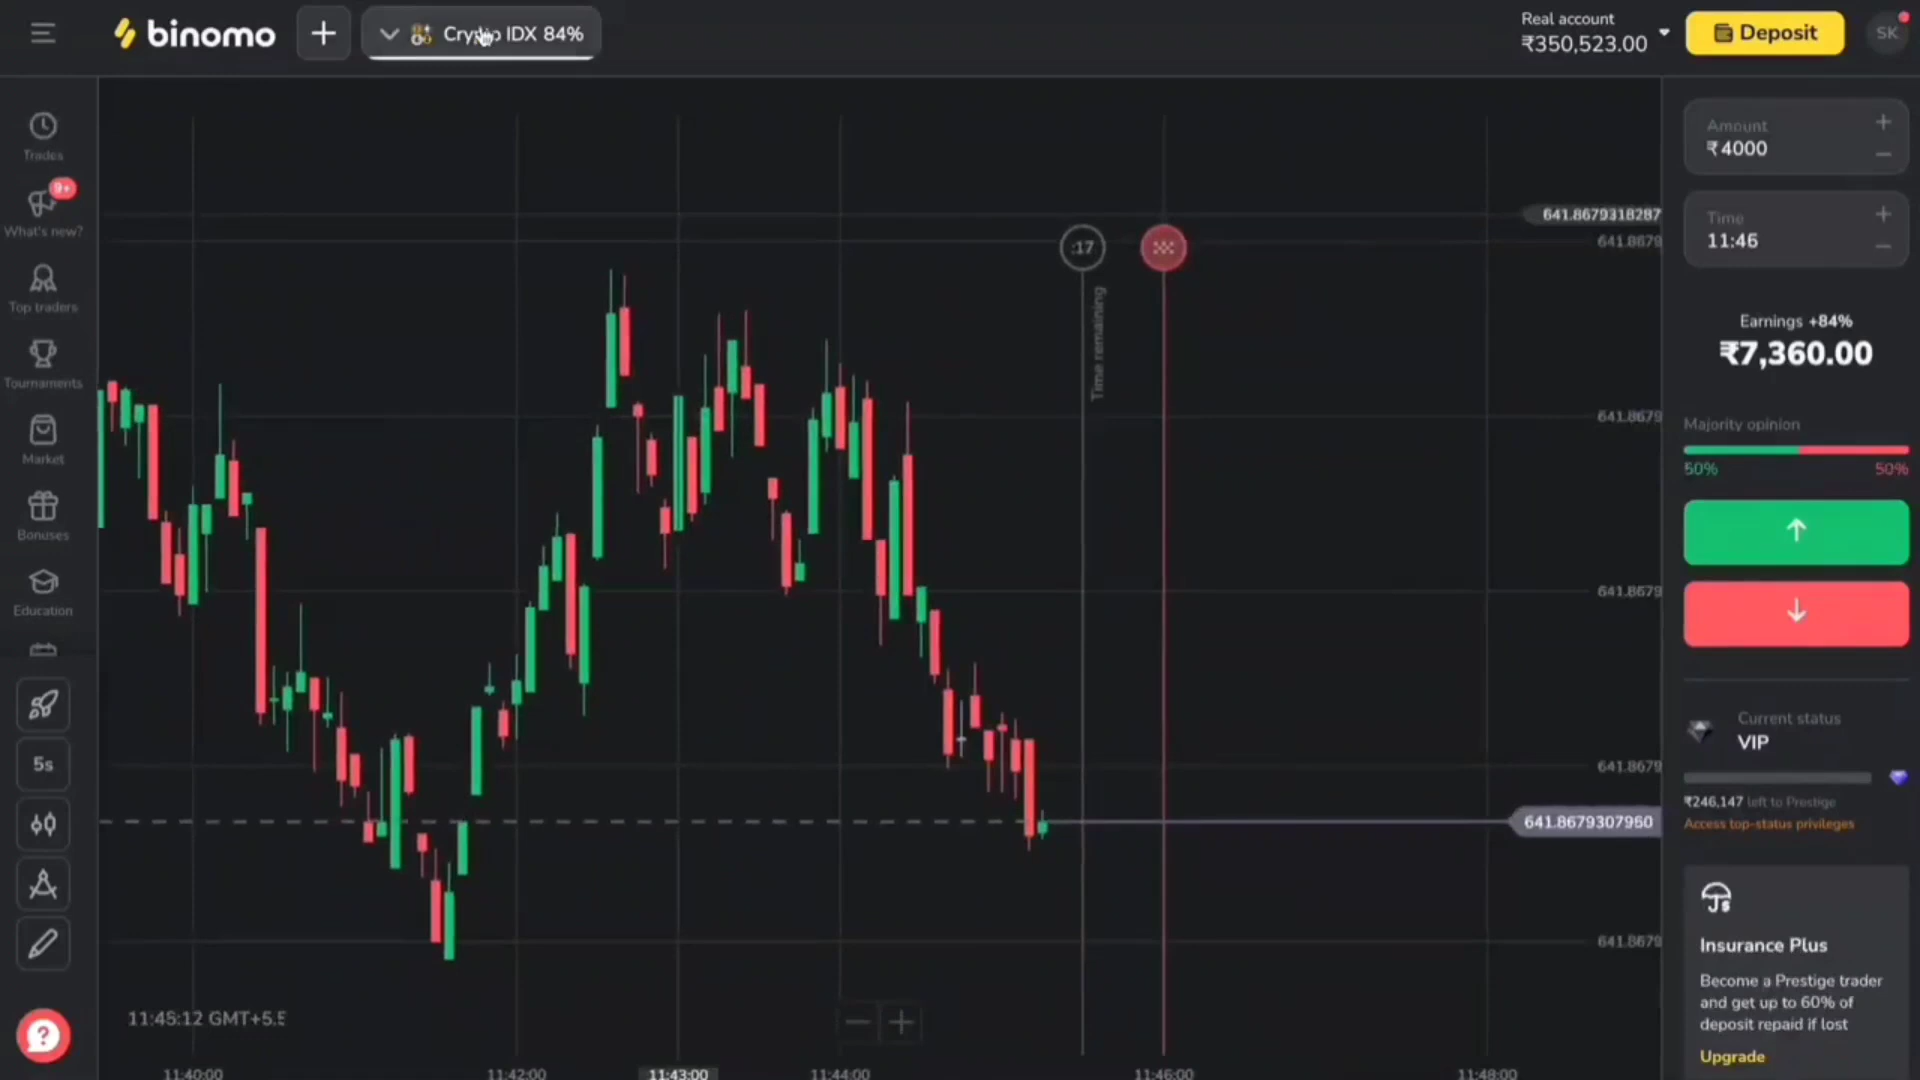 binomo
Crypto IDX 84%
Real account
₹350,523.00
Deposit
SK
Trades
9+
What's new?
Top traders
Tournaments
Market
Bonuses
Education
5s
:17
Time remaining
641.8679318287
641.8679
641.8679
641.8679
641.8679
641.8679307960
641.8679
11:45:12 GMT+5.5
11:40:00
11:42:00
11:43:00
11:44:00
11:46:00
11:48:00
Amount
₹4000
Time
11:46
Earnings +84%
₹7,360.00
Majority opinion
50%
50%
Current status
VIP
₹246,147 left to Prestige
Access top-status privileges
Insurance Plus
Become a Prestige trader
and get up to 60% of
deposit repaid if lost
Upgrade